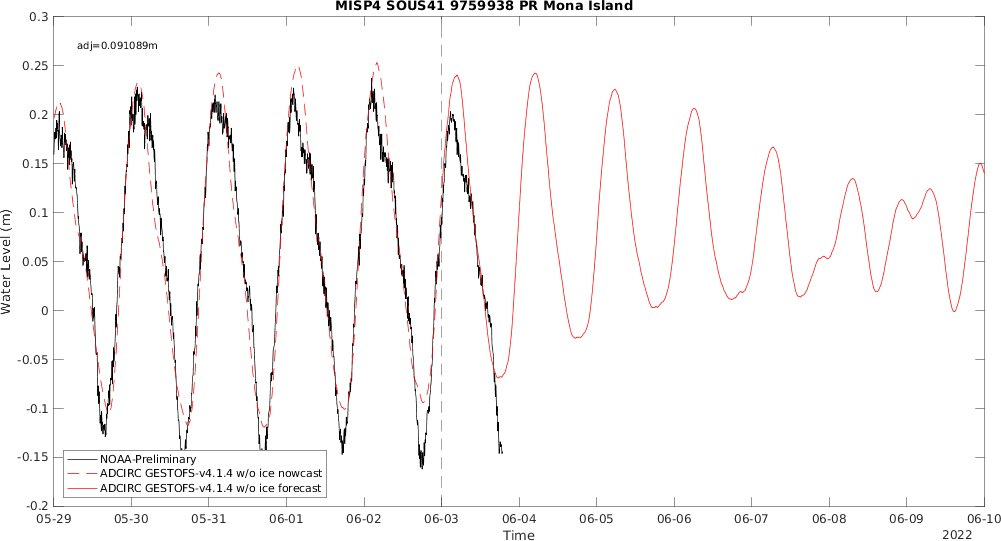 MISP4 SOUS41 9759938 PR Mona Island
adj=0.091089m
0.3
0.25
0.2
0.15
0.1
0.05
0
-0.05
-0.1
-0.15
-0.2
Water Level (m)
NOAA-Preliminary
ADCIRC GESTOFS-v4.1.4 w/o ice nowcast
ADCIRC GESTOFS-v4.1.4 w/o ice forecast
05-29 05-30 05-31 06-01 06-02 06-03 06-04 06-05 06-06 06-07 06-08 06-09 06-10
Time
2022